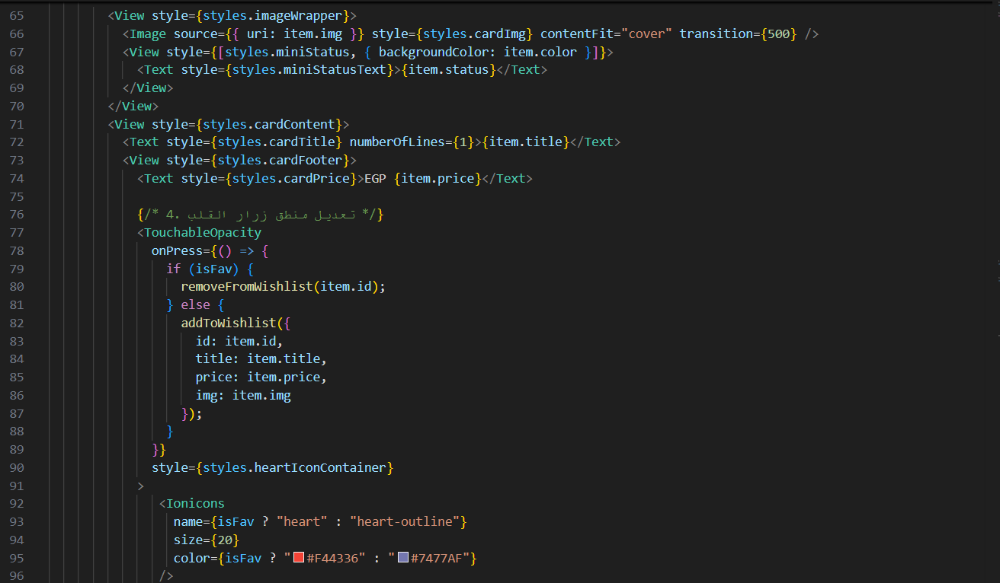 65 <View style={styles.imageWrapper}>
66 <Image source={{ uri: item.img }} style={styles.cardImg} contentFit="cover" transition={500} />
67 <View style={[styles.miniStatus, { backgroundColor: item.color }]}>
68 <Text style={styles.miniStatusText}>{item.status}</Text>
69 </View>
70 </View>
71 <View style={styles.cardContent}>
72 <Text style={styles.cardTitle} numberOfLines={1}>{item.title}</Text>
73 <View style={styles.cardFooter}>
74 <Text style={styles.cardPrice}>EGP {item.price}</Text>
75
76 {/* 4. تعديل منطق زرار القلب */}
77 <TouchableOpacity
78 onPress={() => {
79 if (isFav) {
80 removeFromWishlist(item.id);
81 } else {
82 addToWishlist({
83 id: item.id,
84 title: item.title,
85 price: item.price,
86 img: item.img
87 });
88 }
89 }}
90 style={styles.heartIconContainer}
91 >
92 <Ionicons
93 name={isFav ? "heart" : "heart-outline"}
94 size={20}
95 color={isFav ? "#F44336" : "#7477AF"}
96 />